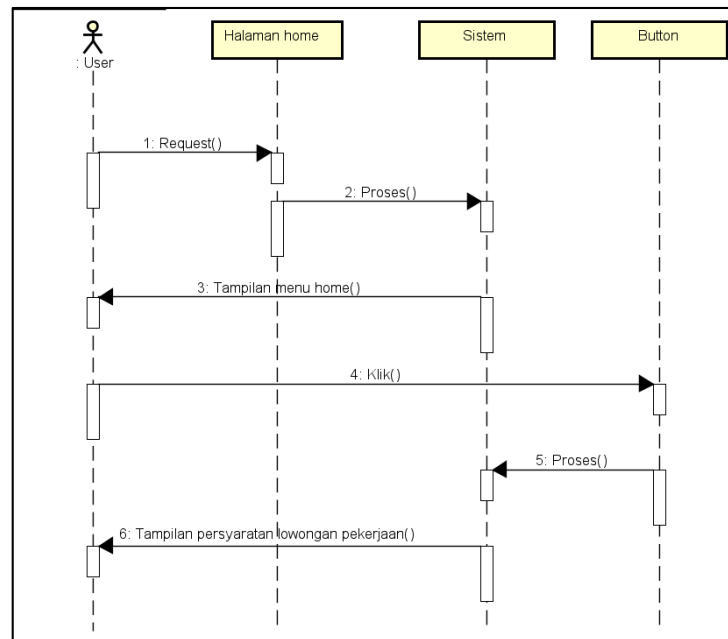 Halaman home
Sistem
Button
: User
1: Request()
2: Proses()
3: Tampilan menu home()
4: Klik()
5: Proses()
6: Tampilan persyaratan lowongan pekerjaan()